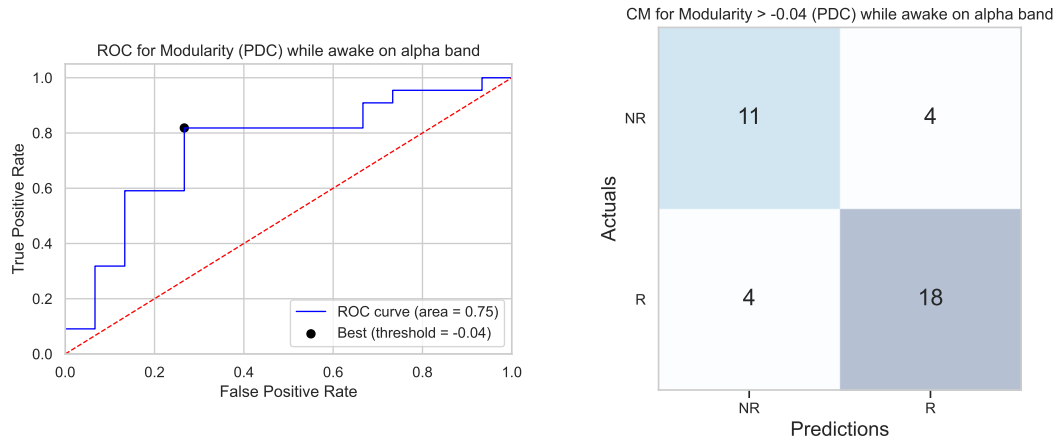 ROC for Modularity (PDC) while awake on alpha band
True Positive Rate
1.0
0.8
0.6
0.4
0.2
0.0
0.0 0.2 0.4 0.6 0.8 1.0
False Positive Rate
ROC curve (area = 0.75)
Best (threshold = -0.04)
CM for Modularity > -0.04 (PDC) while awake on alpha band
Actuals
NR 11 4
R 4 18
NR R
Predictions